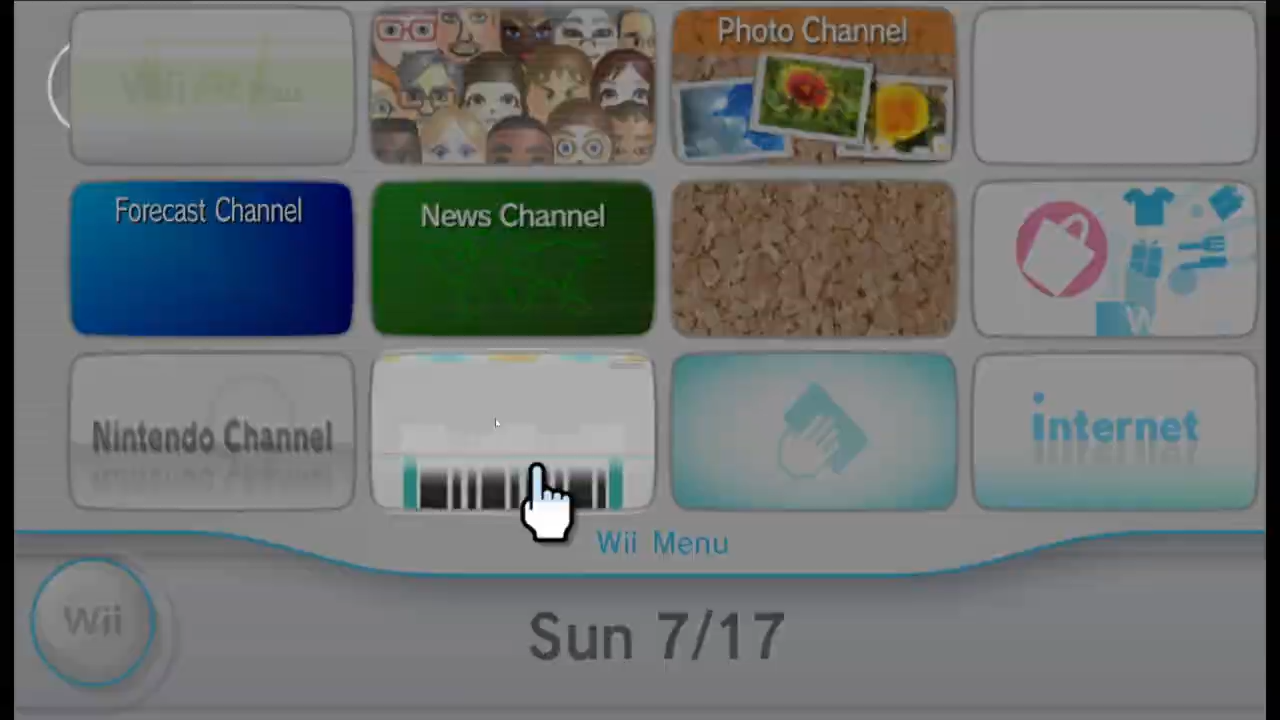 Photo Channel
Forecast Channel
News Channel
Nintendo Channel
internet
Wii Menu
Wii
Sun 7/17